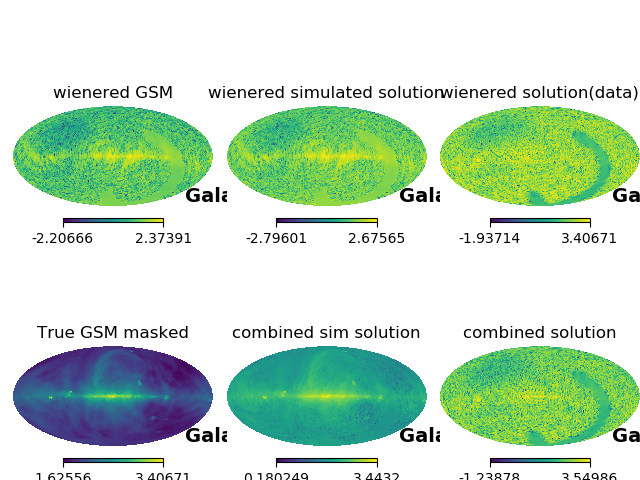 wienered GSM
wienered simulated solution
wienered solution(data)
Gala
Gala
Ga
-2.20666 2.37391
-2.79601 2.67565
-1.93714 3.40671
True GSM masked
combined sim solution
combined solution
Gala
Gala
Ga
1.62556 3.40671
0.180249 3.4432
-1.23878 3.54986